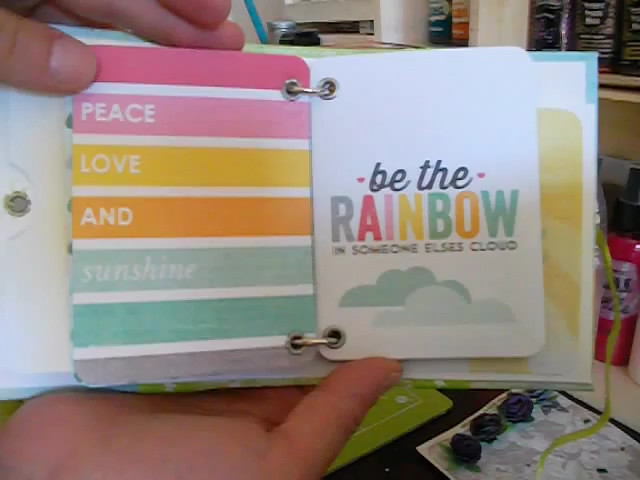 PEACE
LOVE
AND
sunshine
be the
RAINBOW
IN SOMEONE ELSES CLOUD